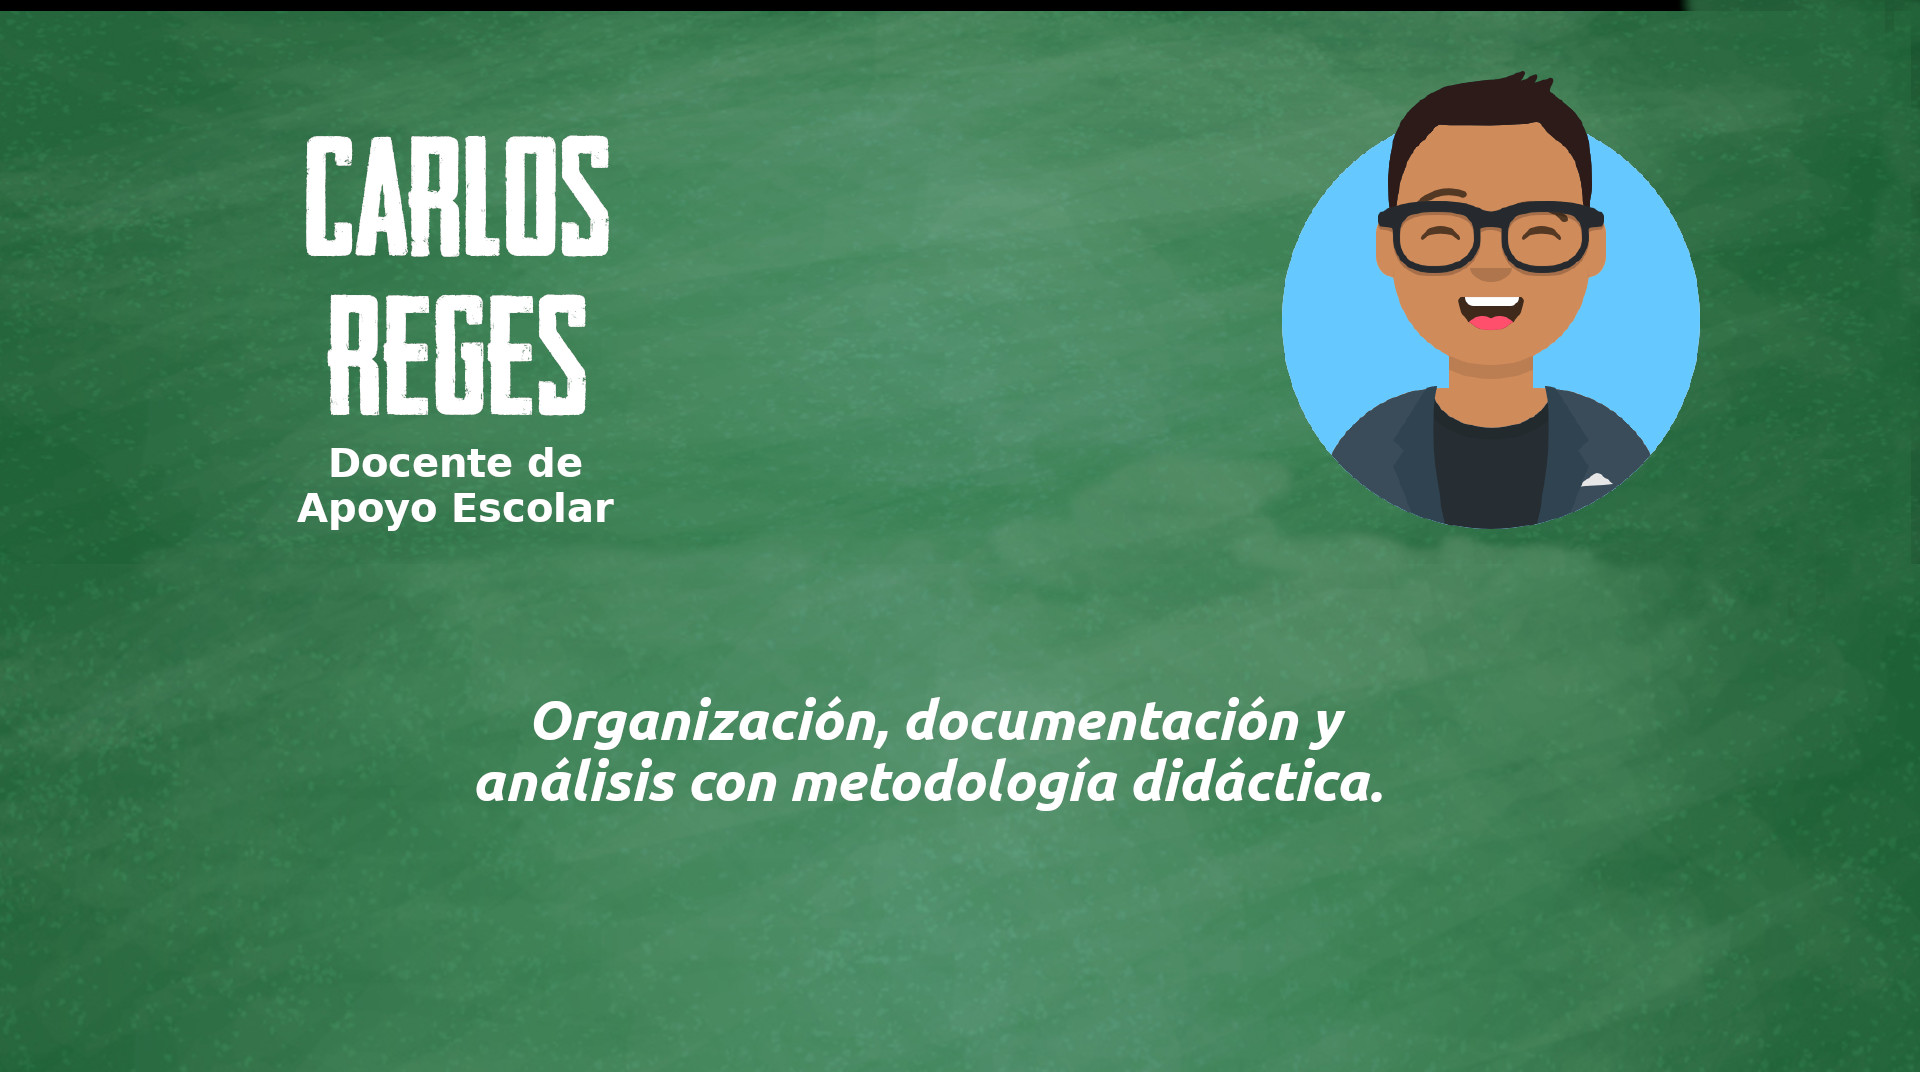 CARLOS
REGES
Docente de
Apoyo Escolar
Organización, documentación y
análisis con metodología didáctica.